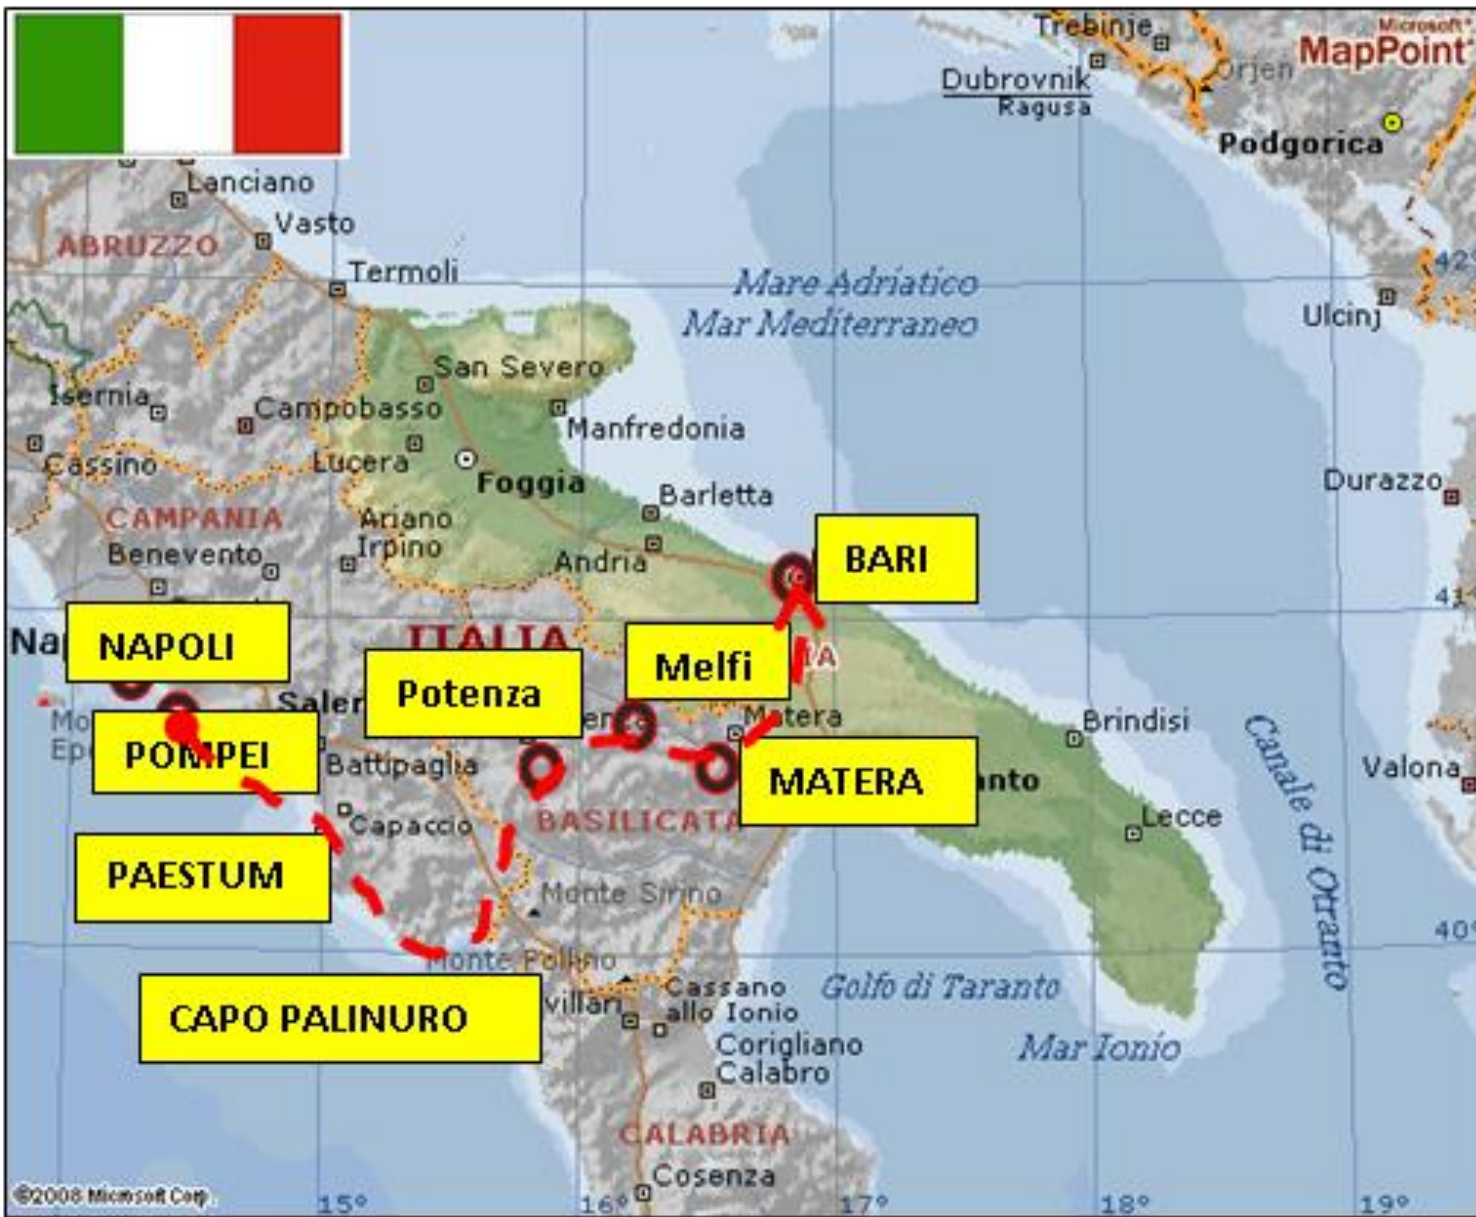 Trebinje
Microsoft
MapPoint
Dubrovnik
Ragusa
Orjen
Podgorica
Lanciano
Vasto
ABRUZZO
Termoli
42°
Mare Adriatico
Mar Mediterraneo
Ulcinj
San Severo
Isernia
Campobasso
Manfredonia
Cassino
Lucera
Foggia
Durazzo
Barletta
CAMPANIA
Ariano
Irpino
Benevento
Andria
BARI
41
NAPOLI
ITALIA
Melfi
Potenza
Matera
Brindisi
POMPEI
Battipaglia
MATERA
Valona
Capaccio
BASILICATA
Lecce
Canale di Otranto
PAESTUM
Monte Sirino
40°
Monte Pollino
CAPO PALINURO
villari
Cassano
allo Ionio
Golfo di Taranto
Corigliano
Calabro
Mar Ionio
CALABRIA
Cosenza
©2008 Microsoft Corp.
15°
16°
17°
18°
19°